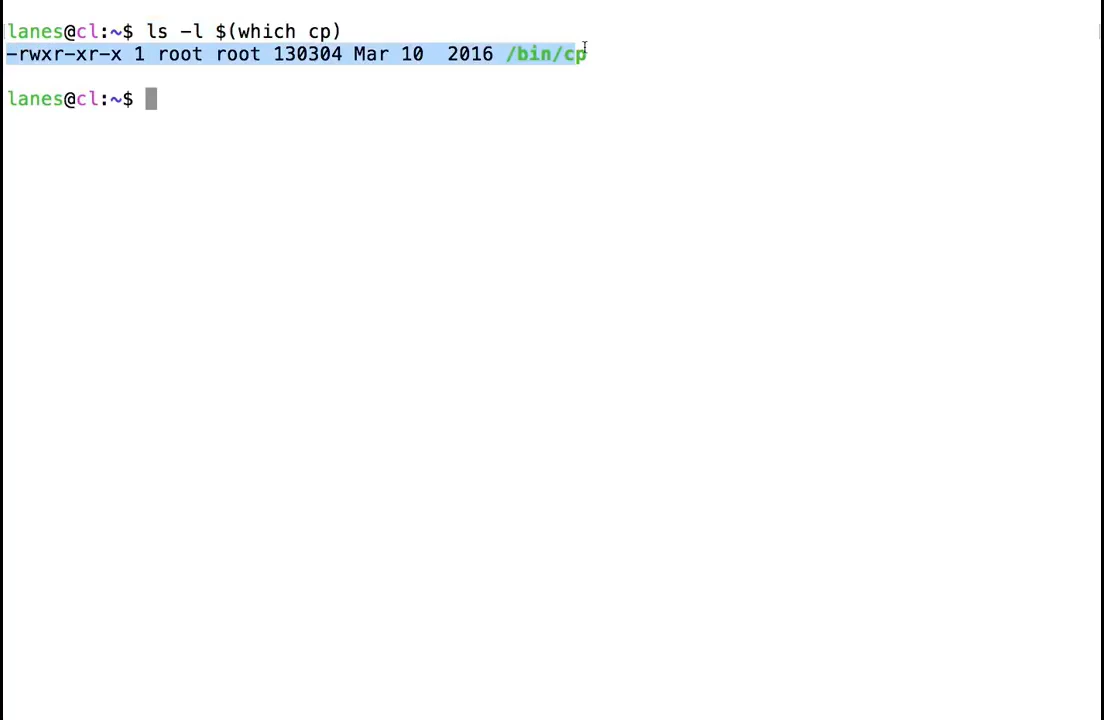 lanes@cl:~$ ls -l $(which cp)
-rwxr-xr-x 1 root root 130304 Mar 10  2016 /bin/cp
lanes@cl:~$